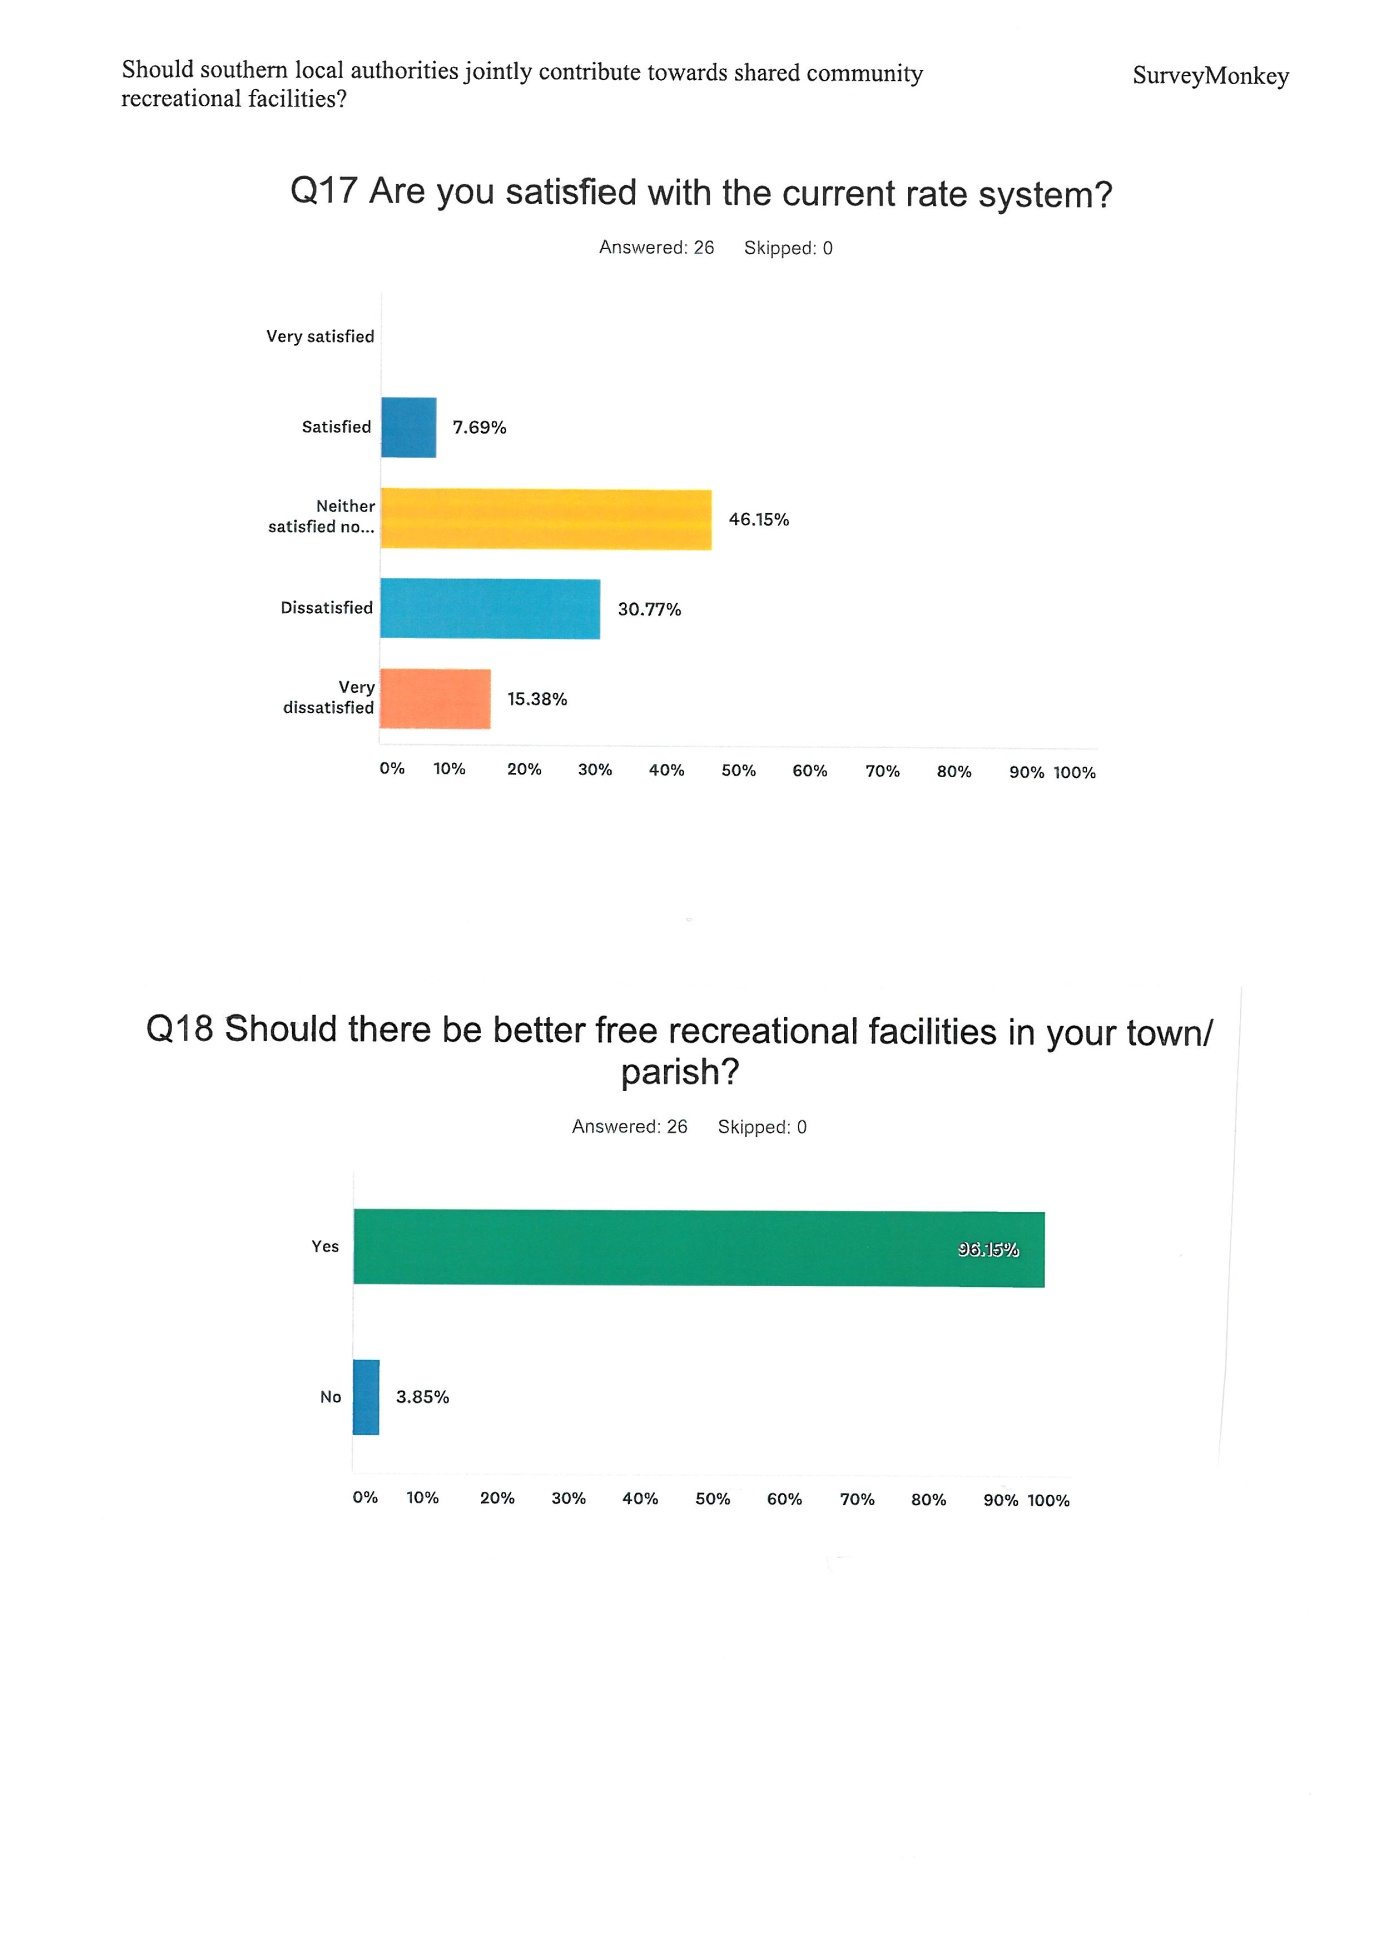 Should southern local authorities jointly contribute towards shared community
recreational facilities?
SurveyMonkey
Q17 Are you satisfied with the current rate system?
Answered: 26 Skipped: 0
Very satisfied
Satisfied
7.69%
Neither
satisfied no...
46.15%
Dissatisfied
30.77%
Very
dissatisfied
15.38%
0% 10% 20% 30% 40% 50% 60% 70% 80% 90% 100%
Q18 Should there be better free recreational facilities in your town/
parish?
Answered: 26 Skipped: 0
Yes
96.15%
No
3.85%
0% 10% 20% 30% 40% 50% 60% 70% 80% 90% 100%